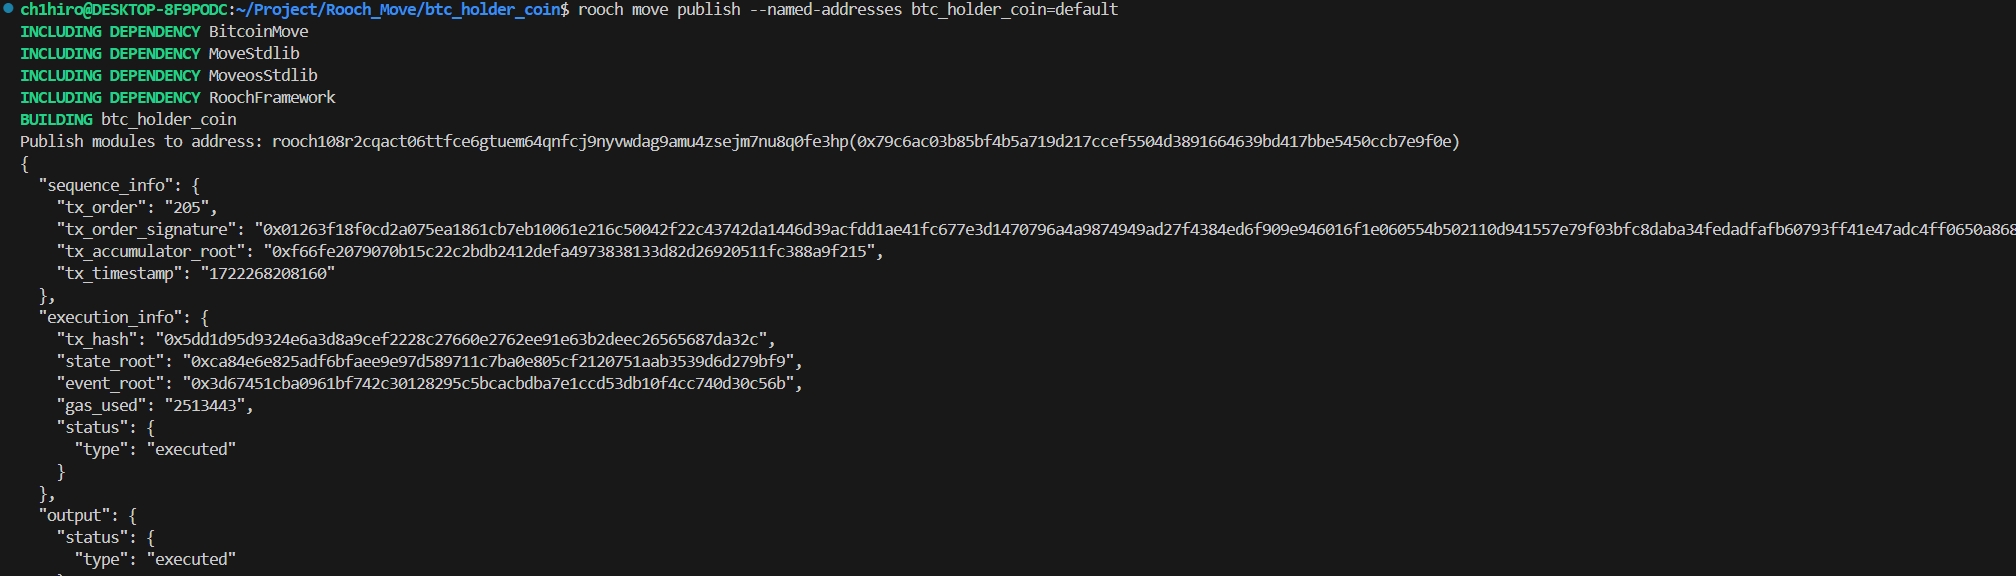 ch1hiro@DESKTOP-8F9PODC:~/Project/Rooch_Move/btc_holder_coin$ rooch move publish --named-addresses btc_holder_coin=default
INCLUDING DEPENDENCY BitcoinMove
INCLUDING DEPENDENCY MoveStdlib
INCLUDING DEPENDENCY MoveosStdlib
INCLUDING DEPENDENCY RoochFramework
BUILDING btc_holder_coin
Publish modules to address: rooch108r2cqact06ttfce6gtuem64qnfcj9nyvwdag9amu4zsejm7nu8q0fe3hp(0x79c6ac03b85bf4b5a719d217ccef5504d3891664639bd417bbe5450ccb7e9f0e)
{
  "sequence_info": {
    "tx_order": "205",
    "tx_order_signature": "0x01263f18f0cd2a075ea1861cb7eb10061e216c50042f22c43742da1446d39acfdd1ae41fc677e3d1470796a4a9874949ad27f4384ed6f909e946016f1e060554b502110d941557e79f03bfc8daba34fedadfafb60793ff41e47adc4ff0650a868
    "tx_accumulator_root": "0xf66fe2079070b15c22c2bdb2412defa4973838133d82d26920511fc388a9f215",
    "tx_timestamp": "1722268208160"
  },
  "execution_info": {
    "tx_hash": "0x5dd1d95d9324e6a3d8a9cef2228c27660e2762ee91e63b2deec26565687da32c",
    "state_root": "0xca84e6e825adf6bfaee9e97d589711c7ba0e805cf2120751aab3539d6d279bf9",
    "event_root": "0x3d67451cba0961bf742c30128295c5bcacbdba7e1ccd53db10f4cc740d30c56b",
    "gas_used": "2513443",
    "status": {
      "type": "executed"
    }
  },
  "output": {
    "status": {
      "type": "executed"